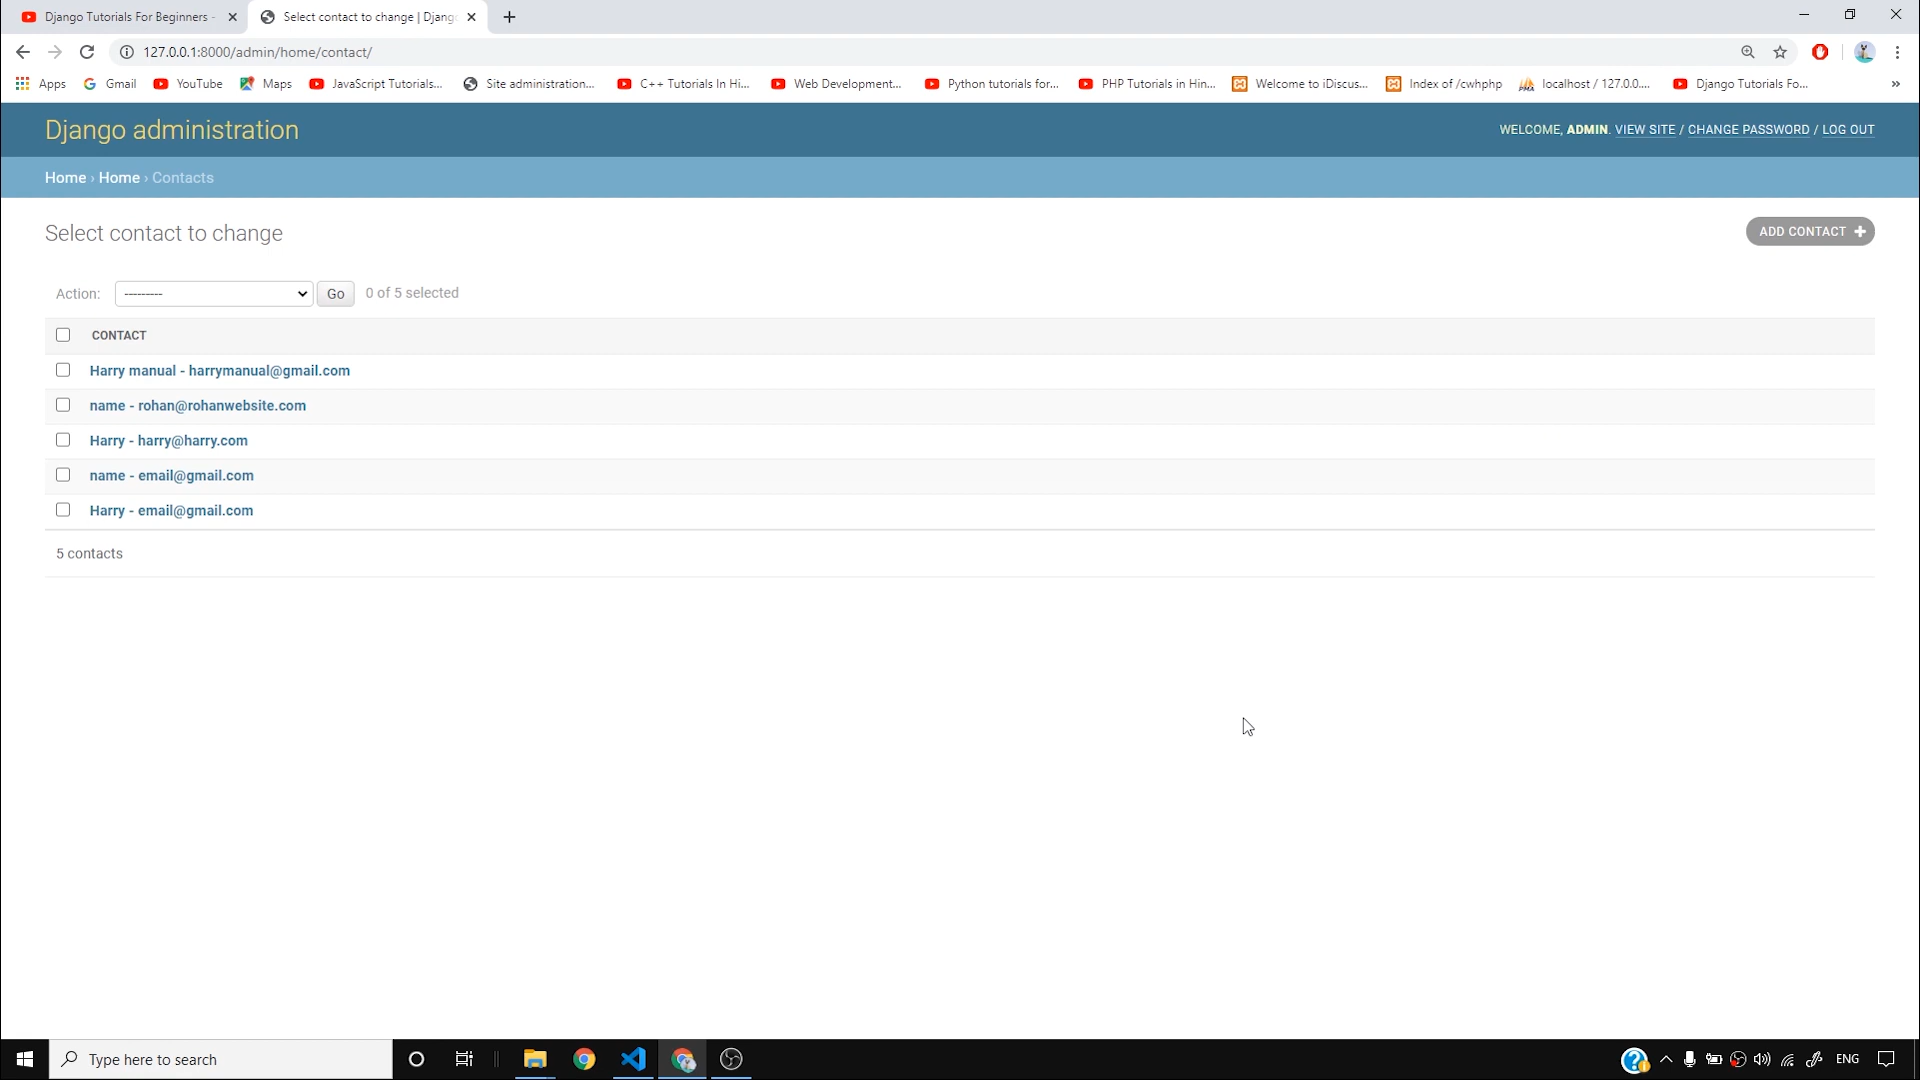 Django Tutorials For Beginners -
Select contact to change | Djang
127.0.0.1:8000/admin/home/contact/
Apps
Gmail
YouTube
Maps
JavaScript Tutorials...
Site administration...
C++ Tutorials In Hi...
Web Development...
Python tutorials for...
PHP Tutorials in Hin...
Welcome to iDiscus...
Index of /cwhphp
localhost / 127.0.0....
Django Tutorials Fo...
»
Django administration
WELCOME, ADMIN. VIEW SITE / CHANGE PASSWORD / LOG OUT
Home › Home › Contacts
Select contact to change
ADD CONTACT +
Action: --------- Go 0 of 5 selected
CONTACT
Harry manual - harrymanual@gmail.com
name - rohan@rohanwebsite.com
Harry - harry@harry.com
name - email@gmail.com
Harry - email@gmail.com
5 contacts
Type here to search
ENG